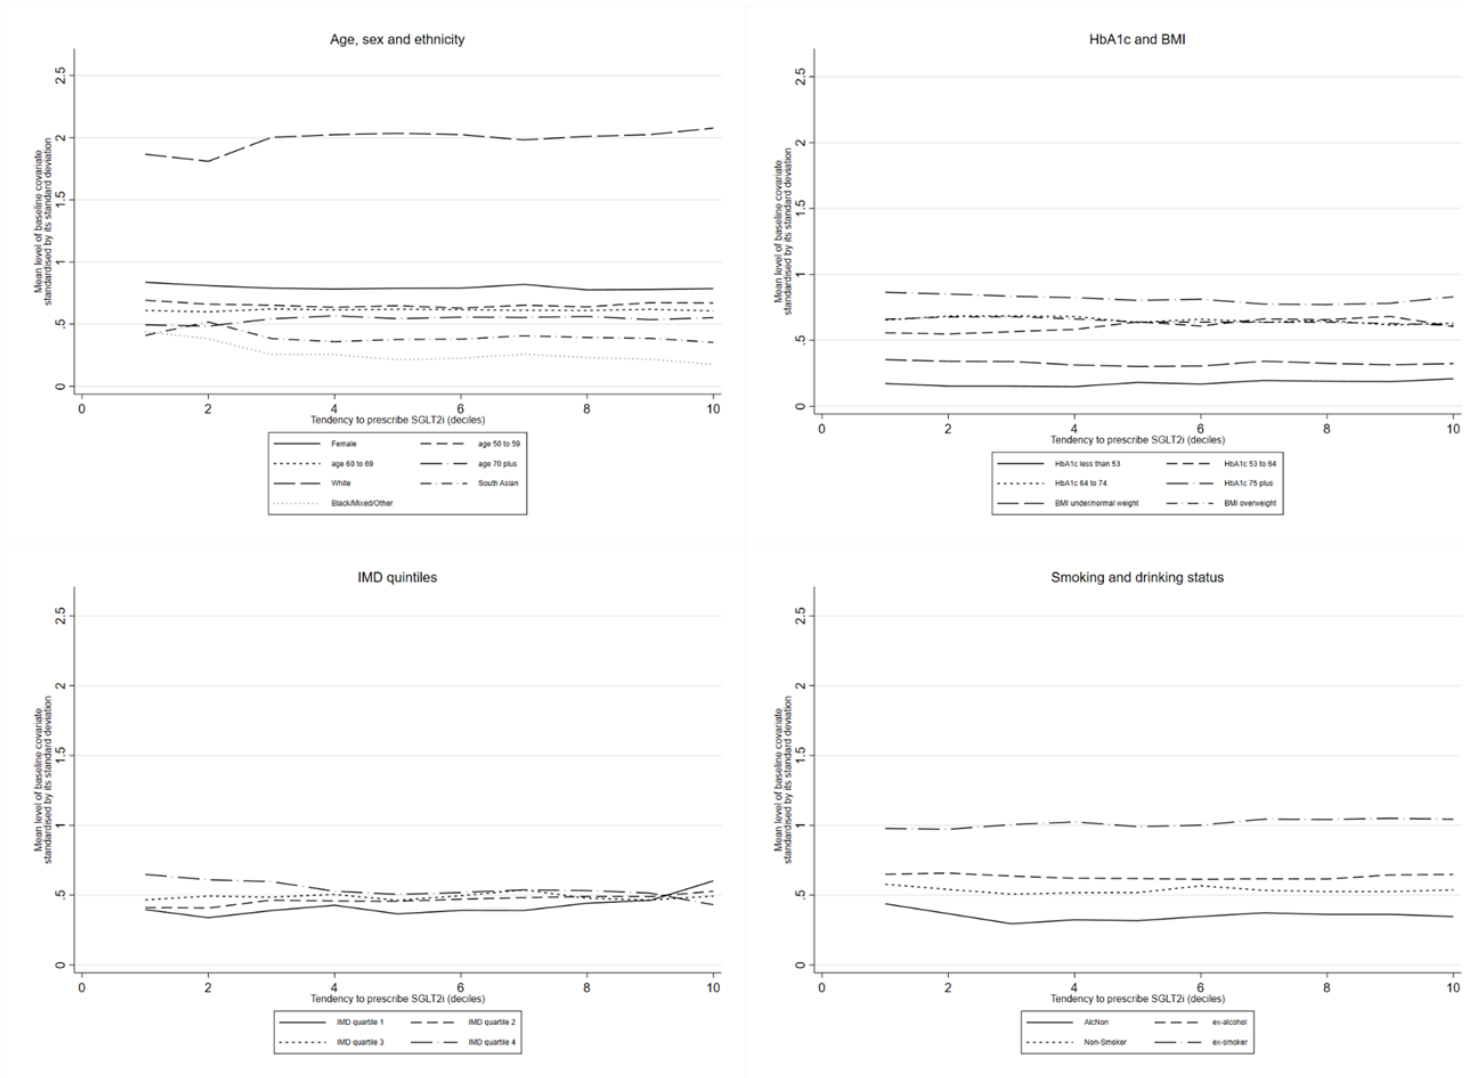 Age, sex and ethnicity
Mean level of baseline covariate
standardised by its standard deviation
2.5
2
1.5
1
.5
0
0 2 4 6 8 10
Tendency to prescribe SGLT2i (deciles)
Female age 50 to 59
age 60 to 69 age 70 plus
White South Asian
Black/Mixed/Other
HbA1c and BMI
Mean level of baseline covariate
standardised by its standard deviation
2.5
2
1.5
1
.5
0
0 2 4 6 8 10
Tendency to prescribe SGLT2i (deciles)
HbA1c less than 53 HbA1c 53 to 64
HbA1c 64 to 74 HbA1c 75 plus
BMI under/normal weight BMI overweight
IMD quintiles
Mean level of baseline covariate
standardised by its standard deviation
2.5
2
1.5
1
.5
0
0 2 4 6 8 10
Tendency to prescribe SGLT2i (deciles)
IMD quartile 1 IMD quartile 2
IMD quartile 3 IMD quartile 4
Smoking and drinking status
Mean level of baseline covariate
standardised by its standard deviation
2.5
2
1.5
1
.5
0
0 2 4 6 8 10
Tendency to prescribe SGLT2i (deciles)
AlcNon ex-alcohol
Non-Smoker ex-smoker